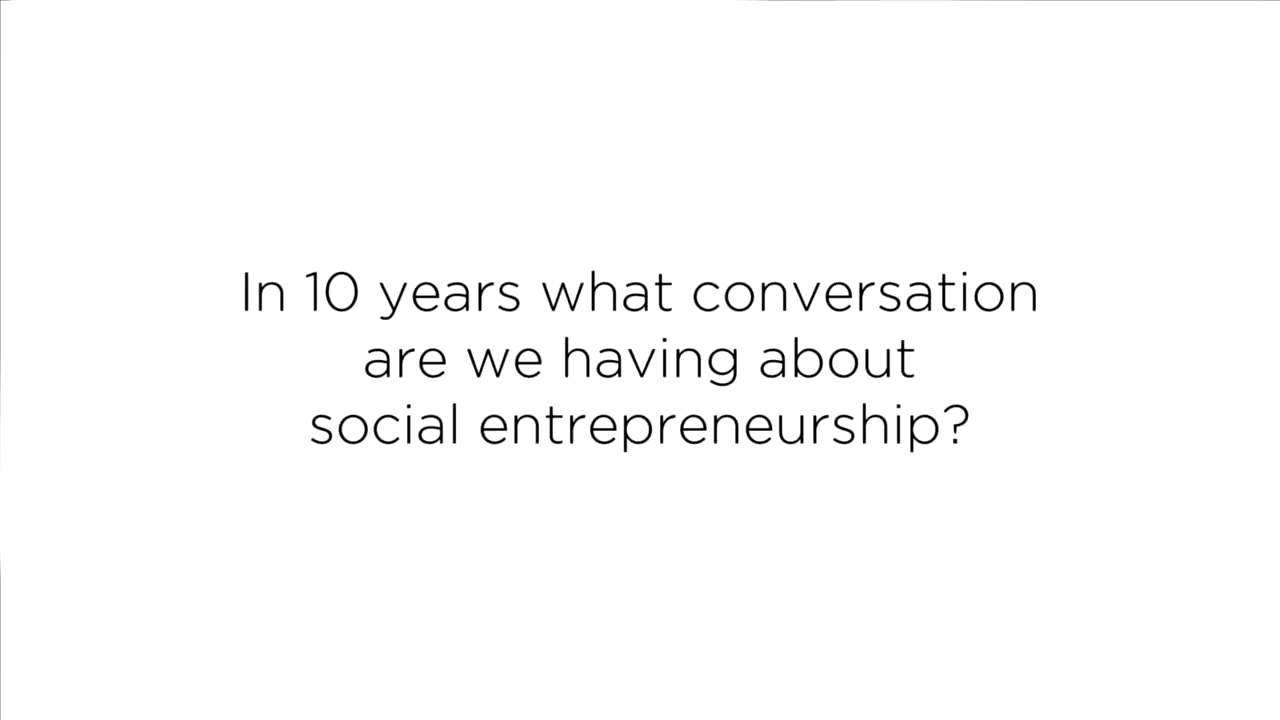 In 10 years what conversation
are we having about
social entrepreneurship?